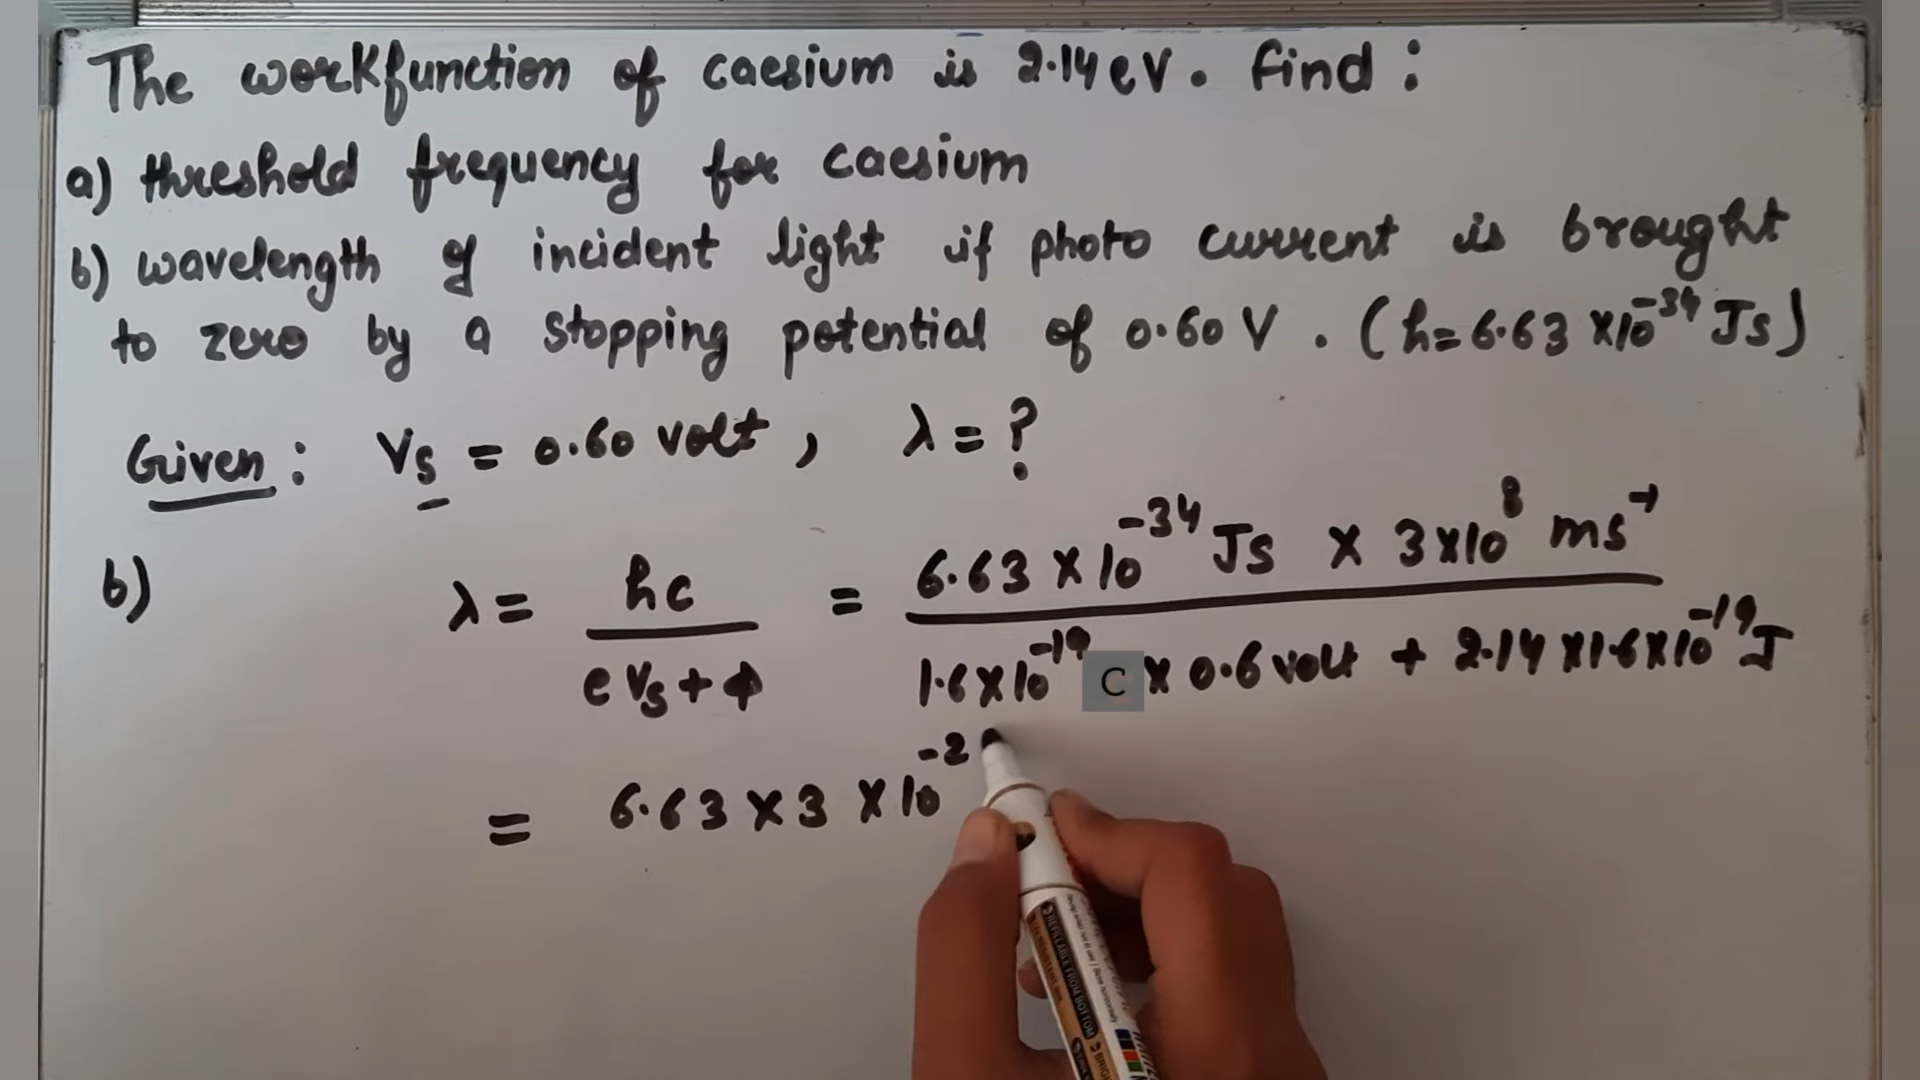 The workfunction of caesium is 2.14 eV. Find :
a) threshold frequency for caesium
b) wavelength of incident light if photo current is brought
to zero by a stopping potential of 0.60 V . (h = 6.63 × 10⁻³⁴ Js)
Given : Vₛ = 0.60 volt , λ = ?
b) λ = hc / eVₛ + ϕ = 6.63 × 10⁻³⁴ Js × 3×10⁸ ms⁻¹ / 1.6×10⁻¹⁹ C × 0.6 volt + 2.14 ×1.6×10⁻¹⁹ J
= 6.63 × 3 × 10⁻²
REFILLABLE FROM BOTTOM